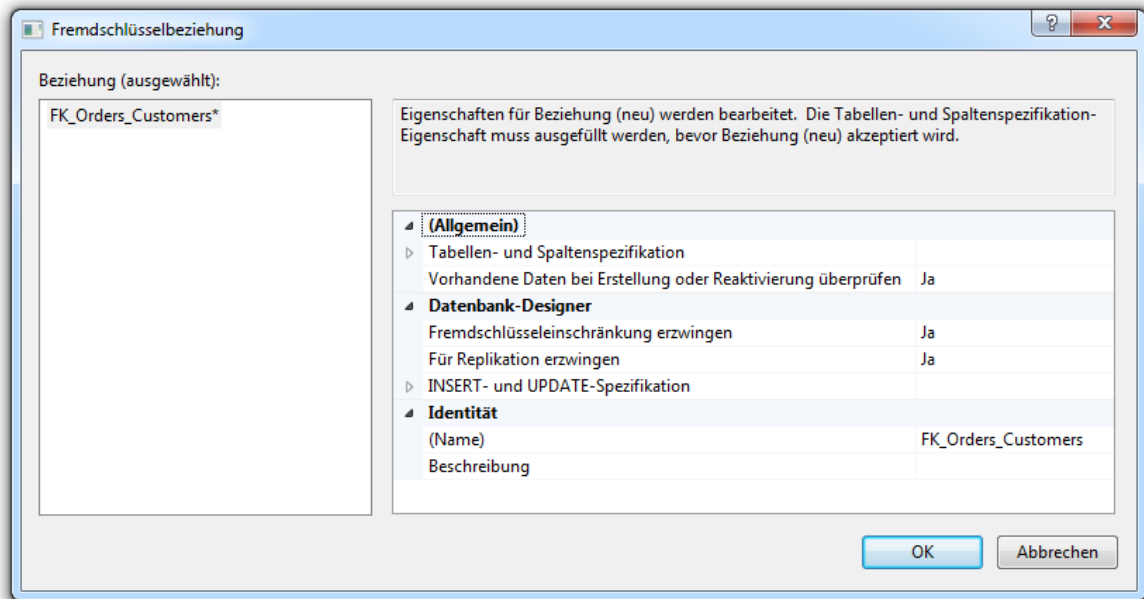 Fremdschlüsselbeziehung
Beziehung (ausgewählt):
FK_Orders_Customers*
Eigenschaften für Beziehung (neu) werden bearbeitet. Die Tabellen- und Spaltenspezifikation-
Eigenschaft muss ausgefüllt werden, bevor Beziehung (neu) akzeptiert wird.
(Allgemein)
Tabellen- und Spaltenspezifikation
Vorhandene Daten bei Erstellung oder Reaktivierung überprüfen Ja
Datenbank-Designer
Fremdschlüsseleinschränkung erzwingen Ja
Für Replikation erzwingen Ja
INSERT- und UPDATE-Spezifikation
Identität
(Name) FK_Orders_Customers
Beschreibung
OK Abbrechen